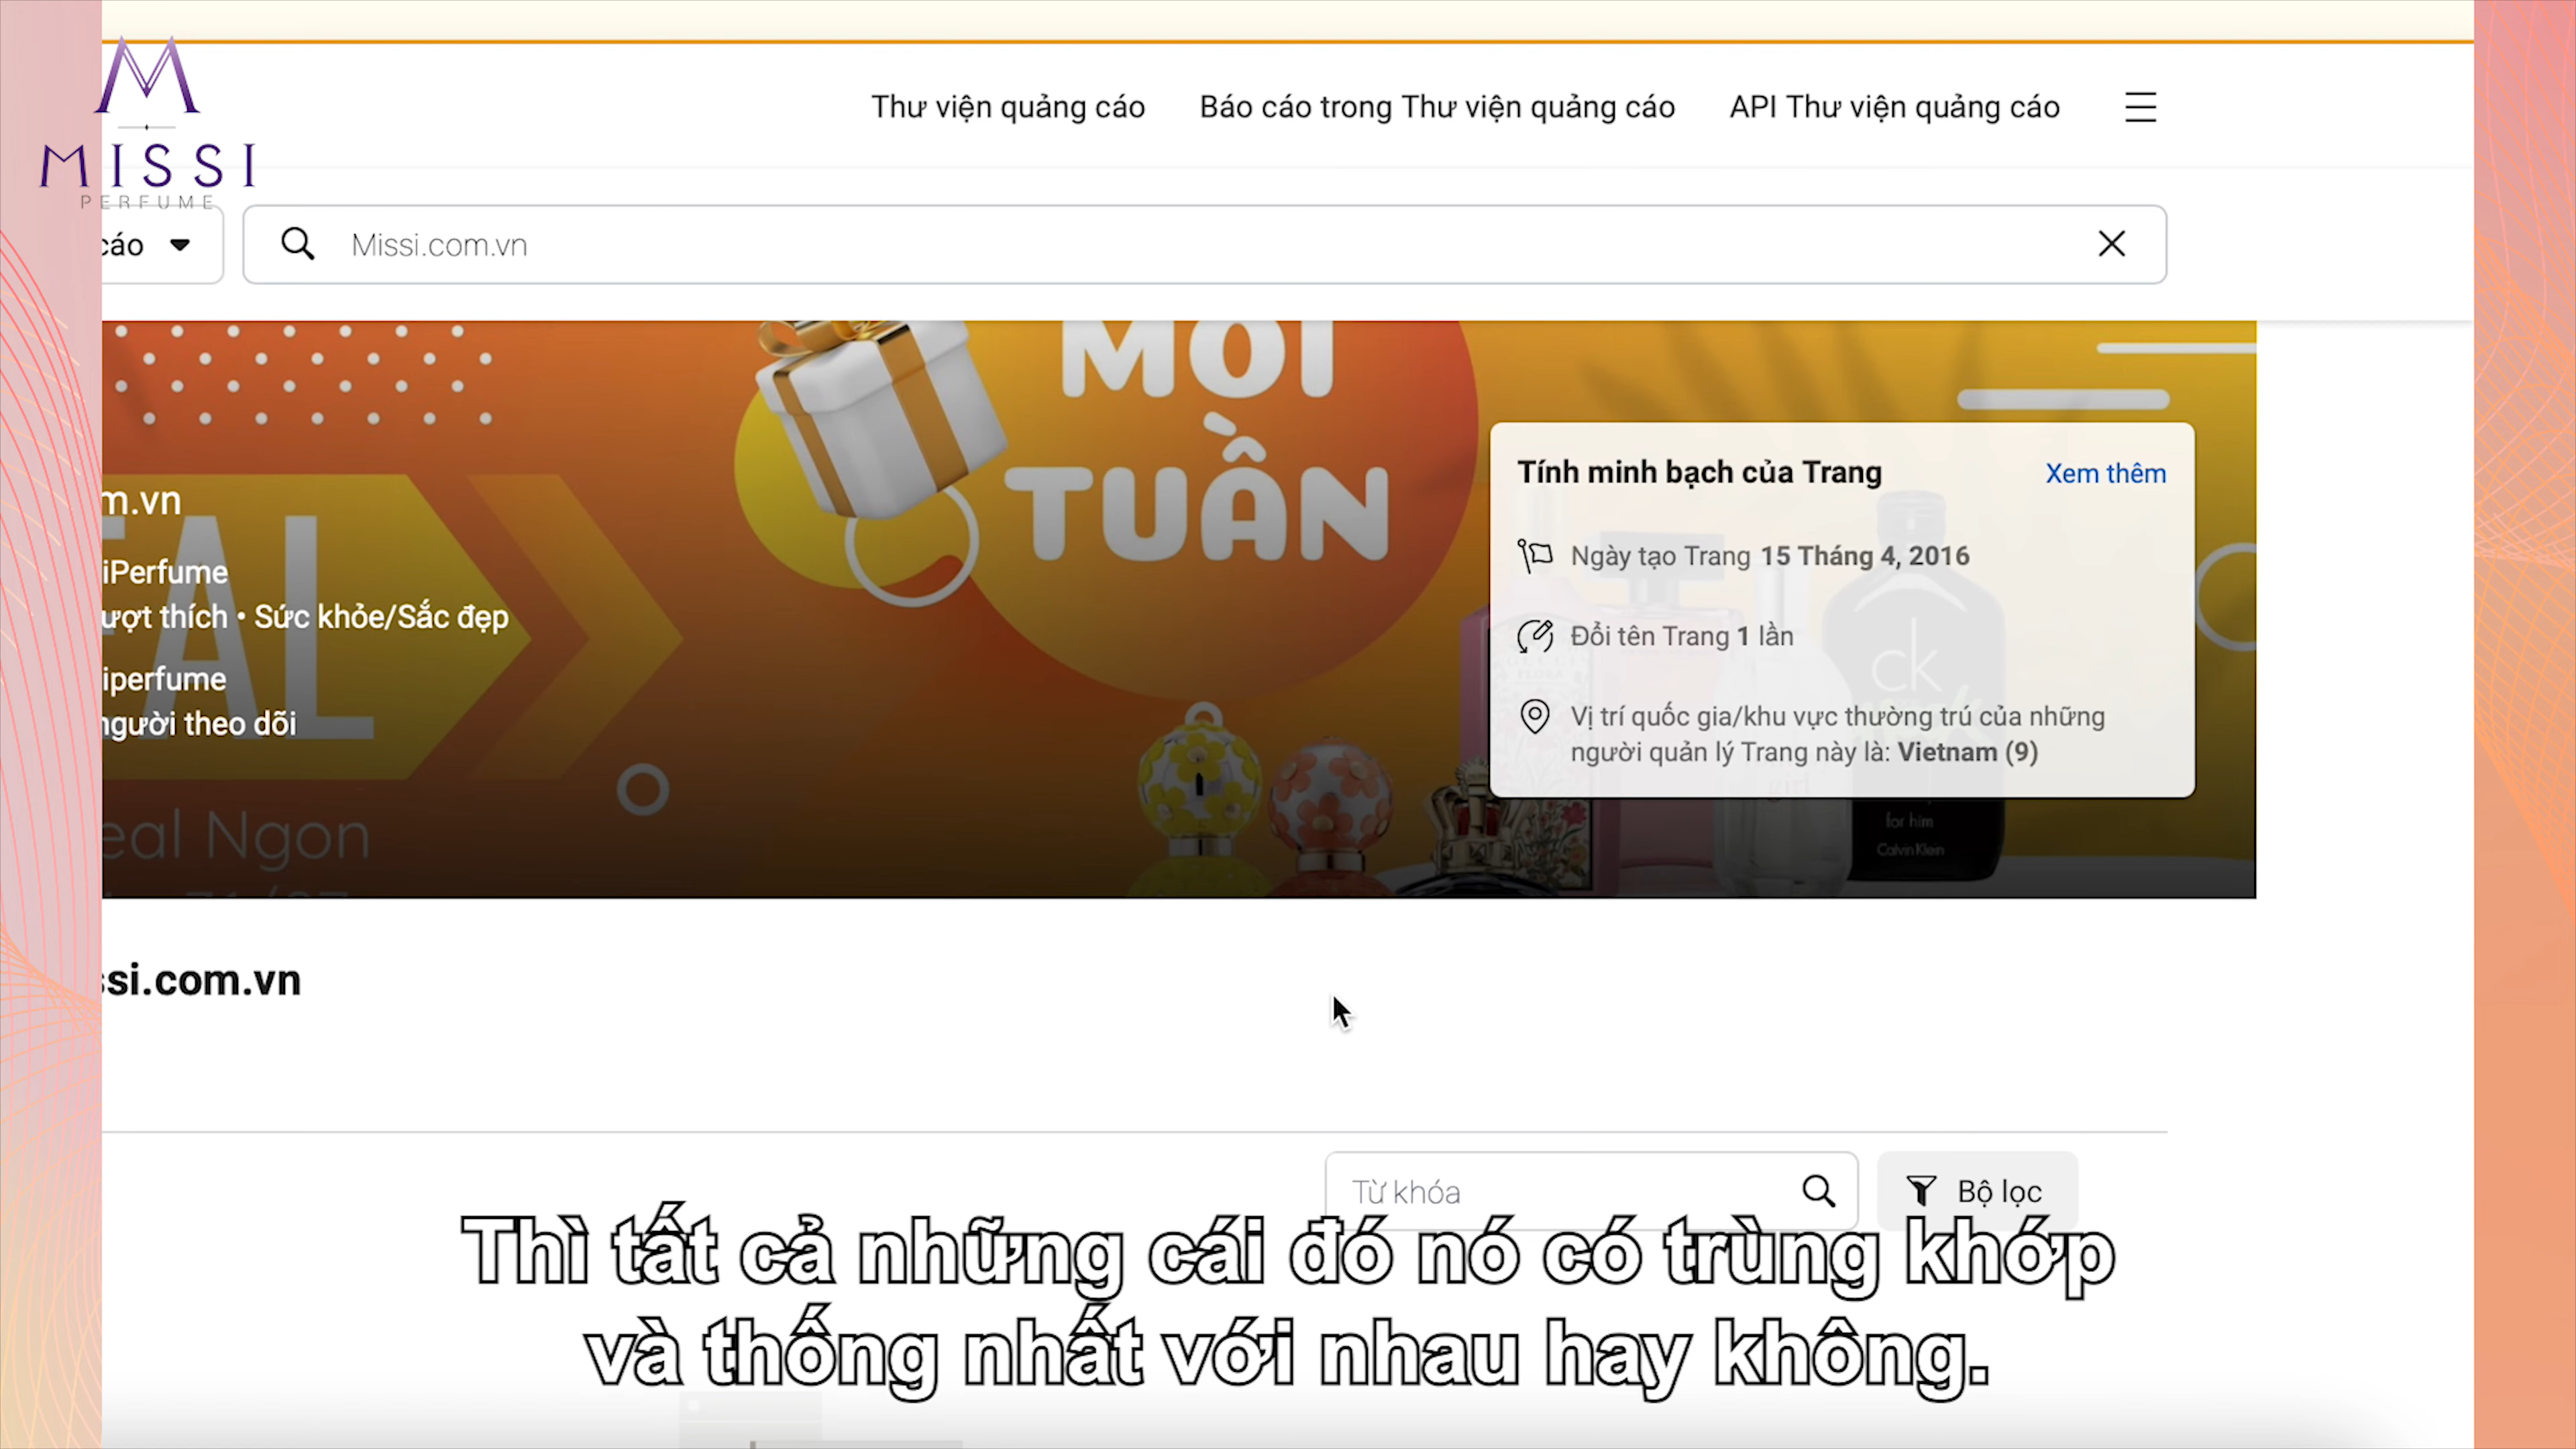 M
MISSI
PERFUME
Thư viện quảng cáo
Báo cáo trong Thư viện quảng cáo
API Thư viện quảng cáo
cáo
Missi.com.vn
MỖI
TUẦN
m.vn
iPerfume
ượt thích • Sức khỏe/Sắc đẹp
iperfume
người theo dõi
EAL
eal Ngon
Tính minh bạch của Trang
Xem thêm
Ngày tạo Trang 15 Tháng 4, 2016
Đổi tên Trang 1 lần
Vị trí quốc gia/khu vực thường trú của những
người quản lý Trang này là: Vietnam (9)
ck
for him
Calvin Klein
ssi.com.vn
Từ khóa
Bộ lọc
Thì tất cả những cái đó nó có trùng khớp
và thống nhất với nhau hay không.